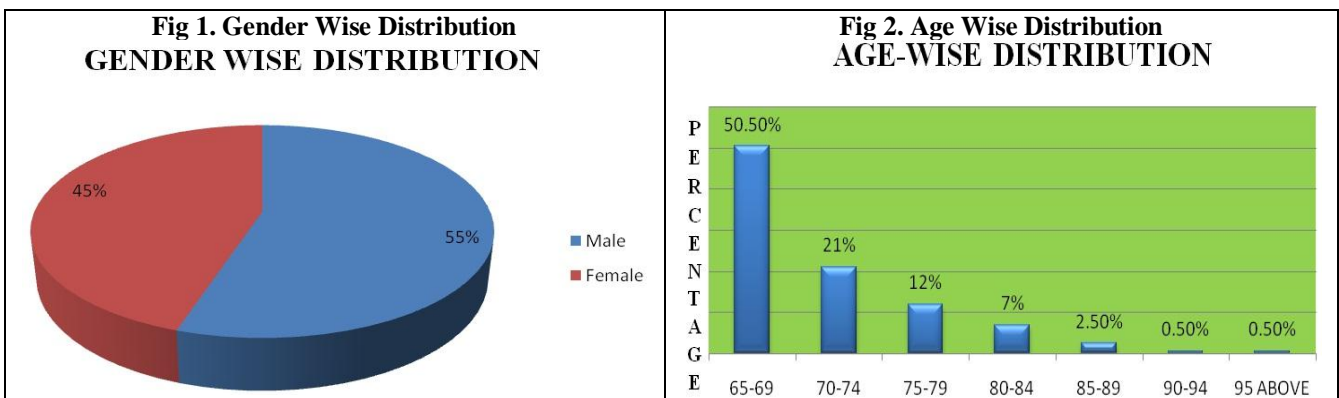 Fig 1. Gender Wise Distribution
GENDER WISE DISTRIBUTION
45%
55%
Male
Female
Fig 2. Age Wise Distribution
AGE-WISE DISTRIBUTION
PERCENTAGE
50.50%
21%
12%
7%
2.50%
0.50%
0.50%
65-69 70-74 75-79 80-84 85-89 90-94 95 ABOVE